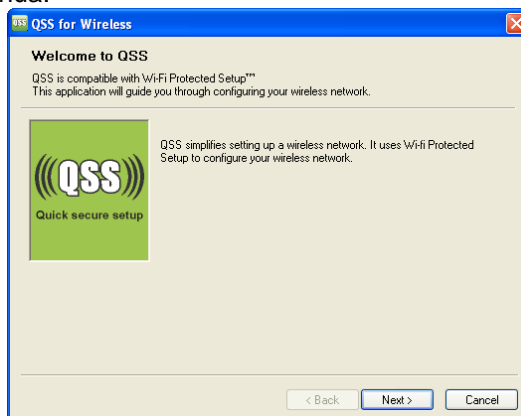 QSS for Wireless
Welcome to QSS
QSS is compatible with Wi-Fi Protected Setup™
This application will guide you through configuring your wireless network.
QSS simplifies setting up a wireless network. It uses Wi-fi Protected
Setup to configure your wireless network.
(((QSS)))
Quick secure setup
< Back
Next >
Cancel